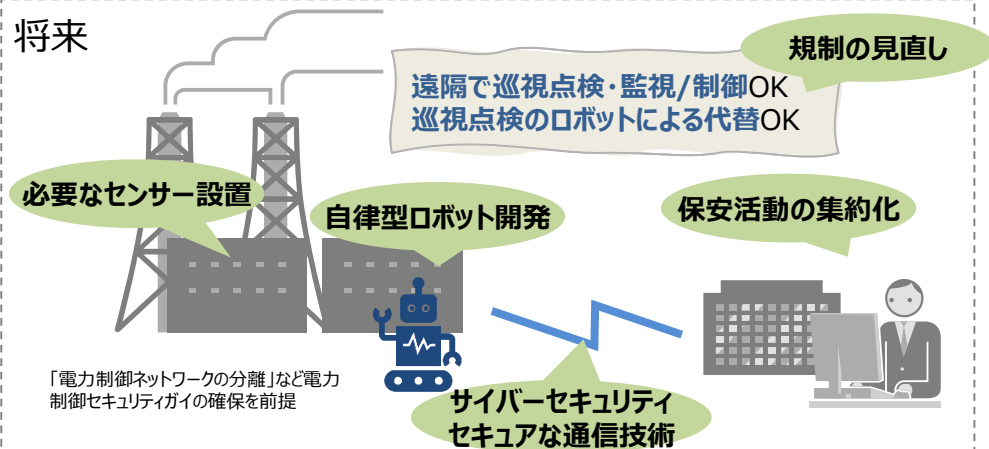 将来
規制の見直し
遠隔で巡視点検・監視/制御OK
巡視点検のロボットによる代替OK
必要なセンサー設置
自律型ロボット開発
保安活動の集約化
「電力制御ネットワークの分離」など電力
制御セキュリティガイの確保を前提
サイバーセキュリティ
セキュアな通信技術